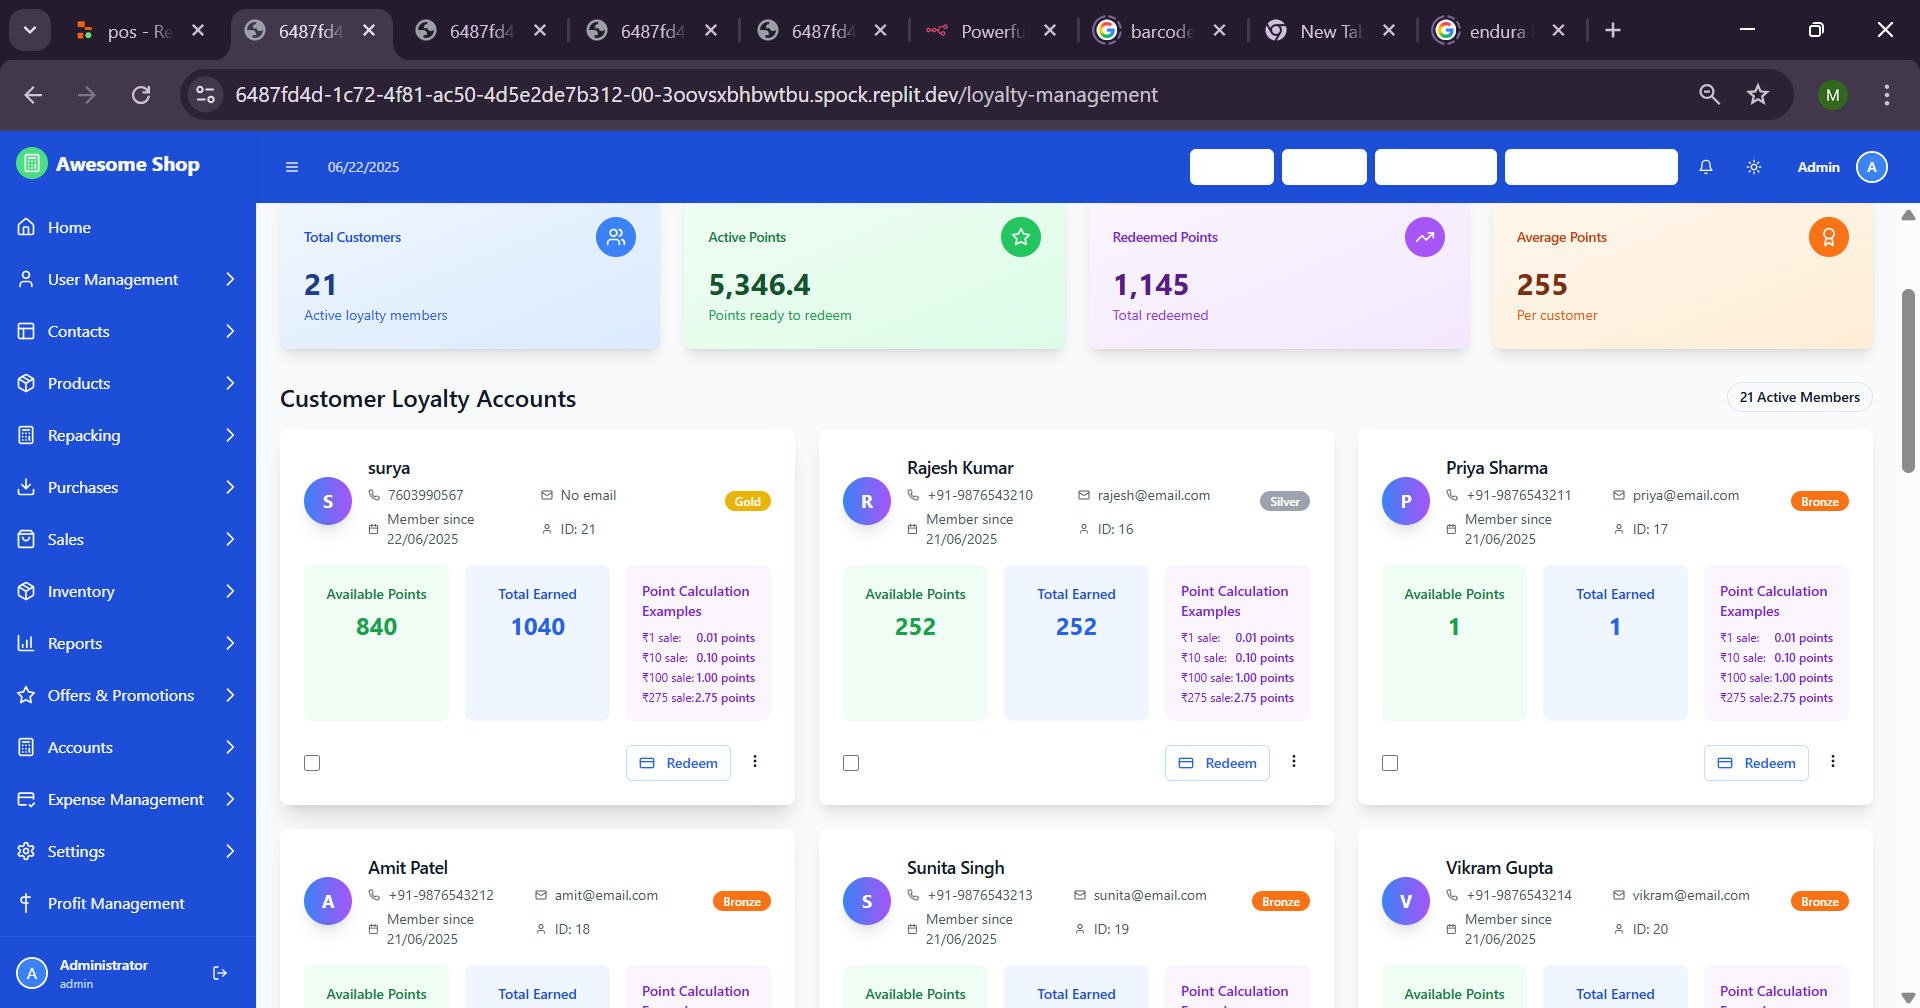 pos - Re
6487fd4
6487fd4
6487fd4
6487fd4
Powerfu
barcode
New Tab
endura
6487fd4d-1c72-4f81-ac50-4d5e2de7b312-00-3oovsxbhbwtbu.spock.replit.dev/loyalty-management
M
Awesome Shop
06/22/2025
Admin
A
Home
User Management
Contacts
Products
Repacking
Purchases
Sales
Inventory
Reports
Offers & Promotions
Accounts
Expense Management
Settings
Profit Management
A
Administrator
admin
Total Customers
21
Active loyalty members
Active Points
5,346.4
Points ready to redeem
Redeemed Points
1,145
Total redeemed
Average Points
255
Per customer
Customer Loyalty Accounts
21 Active Members
S
surya
7603990567
No email
Member since
22/06/2025
ID: 21
Gold
Available Points
840
Total Earned
1040
Point Calculation
Examples
₹1 sale: 0.01 points
₹10 sale: 0.10 points
₹100 sale: 1.00 points
₹275 sale: 2.75 points
Redeem
R
Rajesh Kumar
+91-9876543210
rajesh@email.com
Member since
21/06/2025
ID: 16
Silver
Available Points
252
Total Earned
252
Point Calculation
Examples
₹1 sale: 0.01 points
₹10 sale: 0.10 points
₹100 sale: 1.00 points
₹275 sale: 2.75 points
Redeem
P
Priya Sharma
+91-9876543211
priya@email.com
Member since
21/06/2025
ID: 17
Bronze
Available Points
1
Total Earned
1
Point Calculation
Examples
₹1 sale: 0.01 points
₹10 sale: 0.10 points
₹100 sale: 1.00 points
₹275 sale: 2.75 points
Redeem
A
Amit Patel
+91-9876543212
amit@email.com
Member since
21/06/2025
ID: 18
Bronze
Available Points
Total Earned
Point Calculation
S
Sunita Singh
+91-9876543213
sunita@email.com
Member since
21/06/2025
ID: 19
Bronze
Available Points
Total Earned
Point Calculation
V
Vikram Gupta
+91-9876543214
vikram@email.com
Member since
21/06/2025
ID: 20
Bronze
Available Points
Total Earned
Point Calculation